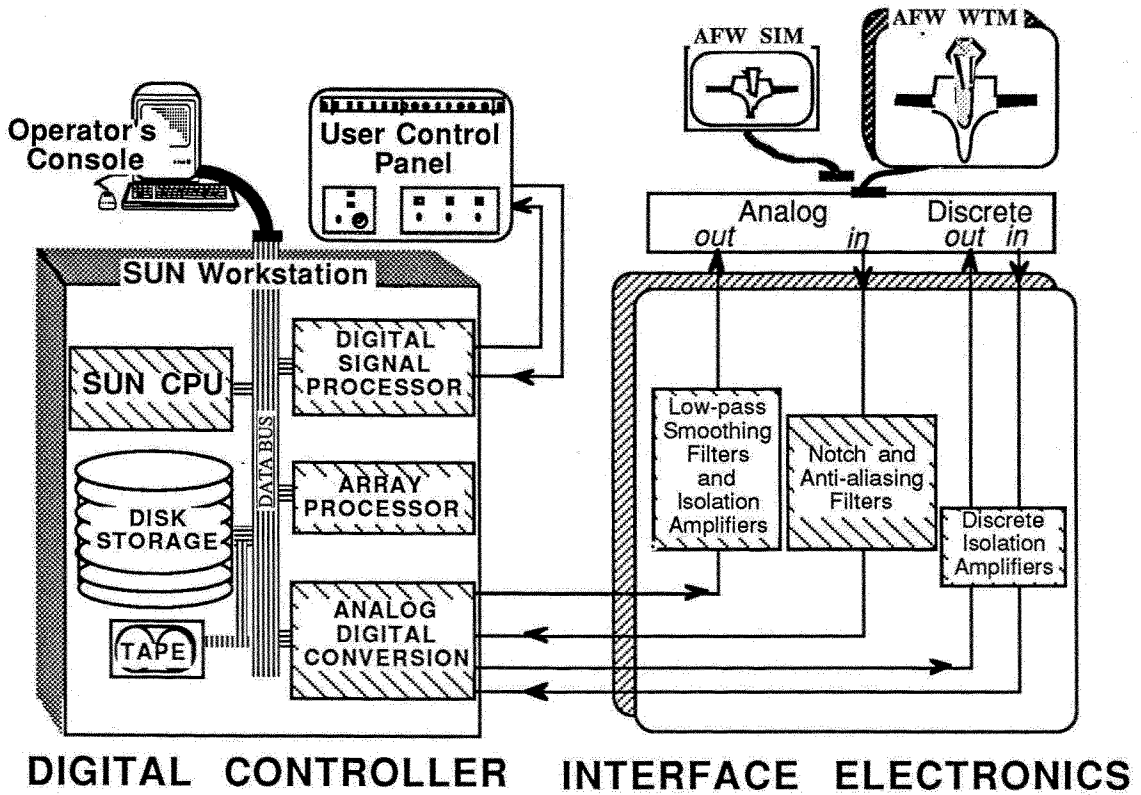 AFW SIM
AFW WTM
Operator's
Console
User Control
Panel
Analog
Discrete
out
in
out
in
SUN Workstation
SUN CPU
DISK
STORAGE
TAPE
DATA BUS
DIGITAL
SIGNAL
PROCESSOR
ARRAY
PROCESSOR
ANALOG
DIGITAL
CONVERSION
Low-pass
Smoothing
Filters
and
Isolation
Amplifiers
Notch and
Anti-aliasing
Filters
Discrete
Isolation
Amplifiers
DIGITAL CONTROLLER
INTERFACE ELECTRONICS